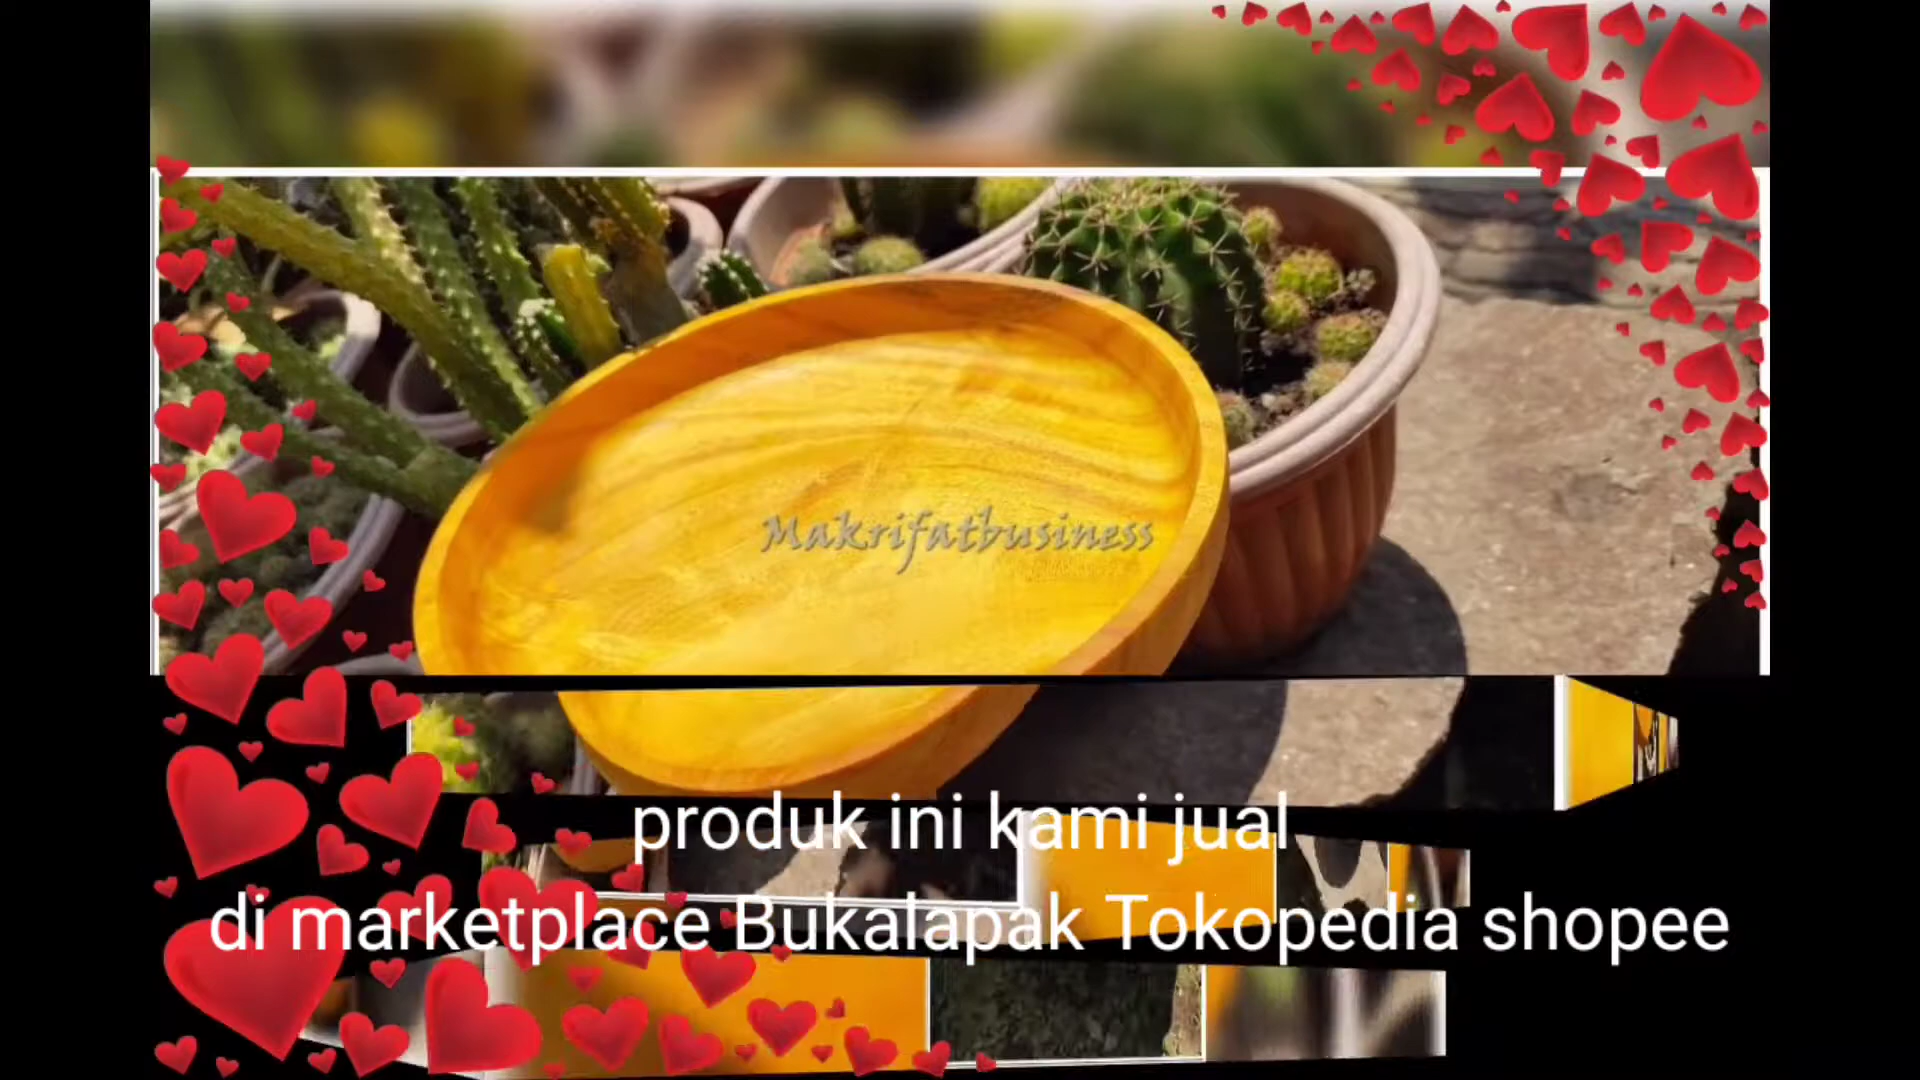 Makrifatbusiness
produk ini kami jual
di marketplace Bukalapak Tokopedia shopee